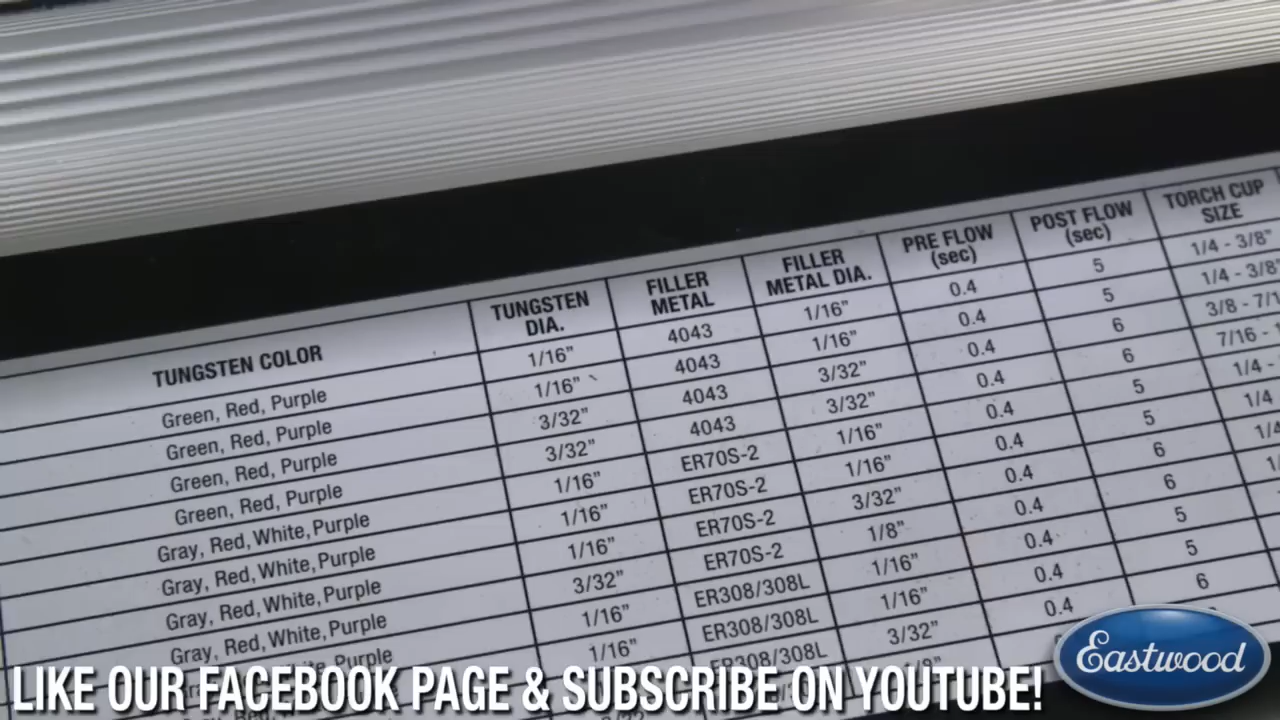 TUNGSTEN COLOR TUNGSTEN DIA. FILLER METAL FILLER METAL DIA. PRE FLOW (sec) POST FLOW (sec) TORCH CUP SIZE
Green, Red, Purple 1/16" 4043 1/16" 0.4 5 1/4 - 3/8"
Green, Red, Purple 1/16" 4043 1/16" 0.4 5 1/4 - 3/8"
Green, Red, Purple 3/32" 4043 3/32" 0.4 6 3/8 -
Green, Red, Purple 3/32" 4043 3/32" 0.4 6 7/16 -
Gray, Red, White, Purple 1/16" ER70S-2 1/16" 0.4 5 1/4 -
Gray, Red, White, Purple 1/16" ER70S-2 1/16" 0.4 5 1/4
Gray, Red, White, Purple 1/16" ER70S-2 3/32" 0.4 6
Gray, Red, White, Purple 3/32" ER70S-2 1/8" 0.4 6
Purple 1/16" ER308/308L 1/16" 0.4 5
1/16" ER308/308L 1/16" 0.4 5
ER308/308L 3/32" 0.4 6
LIKE OUR FACEBOOK PAGE & SUBSCRIBE ON YOUTUBE!
Eastwood